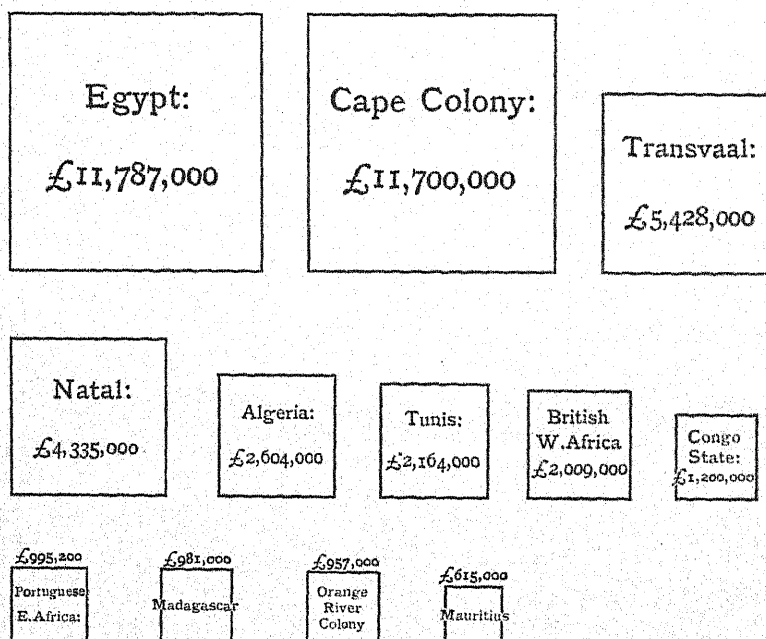 Egypt:
£11,787,000
Cape Colony:
£11,700,000
Transvaal:
£5,428,000
Natal:
£4,335,000
Algeria:
£2,604,000
Tunis:
£2,164,000
British
W.Africa
£2,009,000
Congo
State:
£1,200,000
£995,200
Portuguese
E.Africa:
£981,000
Madagascar
£957,000
Orange
River
Colony
£615,000
Mauritius